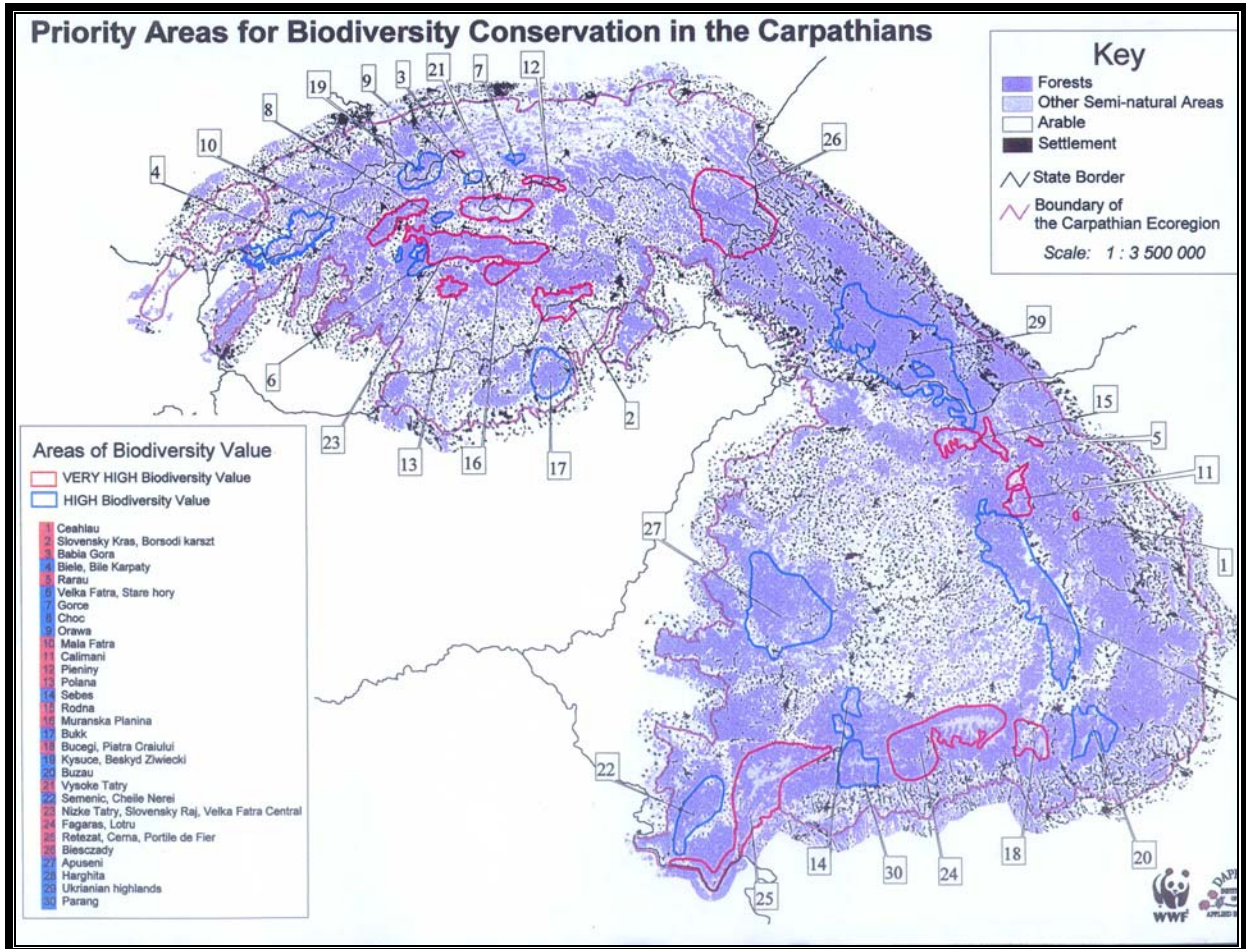 Priority Areas for Biodiversity Conservation in the Carpathians
Key
Forests
Other Semi-natural Areas
Arable
Settlement
State Border
Boundary of
the Carpathian Ecoregion
Scale: 1 : 3 500 000
19
9
3
21
7
12
8
10
4
26
29
6
15
5
2
23
13
16
17
11
27
1
22
14
30
24
18
20
25
Areas of Biodiversity Value
VERY HIGH Biodiversity Value
HIGH Biodiversity Value
1 Ceahlau
2 Slovensky Kras, Borsodi karszt
3 Babia Gora
4 Biele, Bile Karpaty
5 Rarau
6 Velka Fatra, Stare hory
7 Gorce
8 Choc
9 Orawa
10 Mala Fatra
11 Calimani
12 Pieniny
13 Polana
14 Sebes
15 Rodna
16 Muranska Planina
17 Bukk
18 Bucegi, Piatra Craiului
19 Kysuce, Beskyd Ziwiecki
20 Buzau
21 Vysoke Tatry
22 Semenic, Cheile Nerei
23 Nizke Tatry, Slovensky Raj, Velka Fatra Central
24 Fagaras, Lotru
25 Retezat, Cerna, Portile de Fier
26 Biesczady
27 Apuseni
28 Harghita
29 Ukrianian highlands
30 Parang
WWF